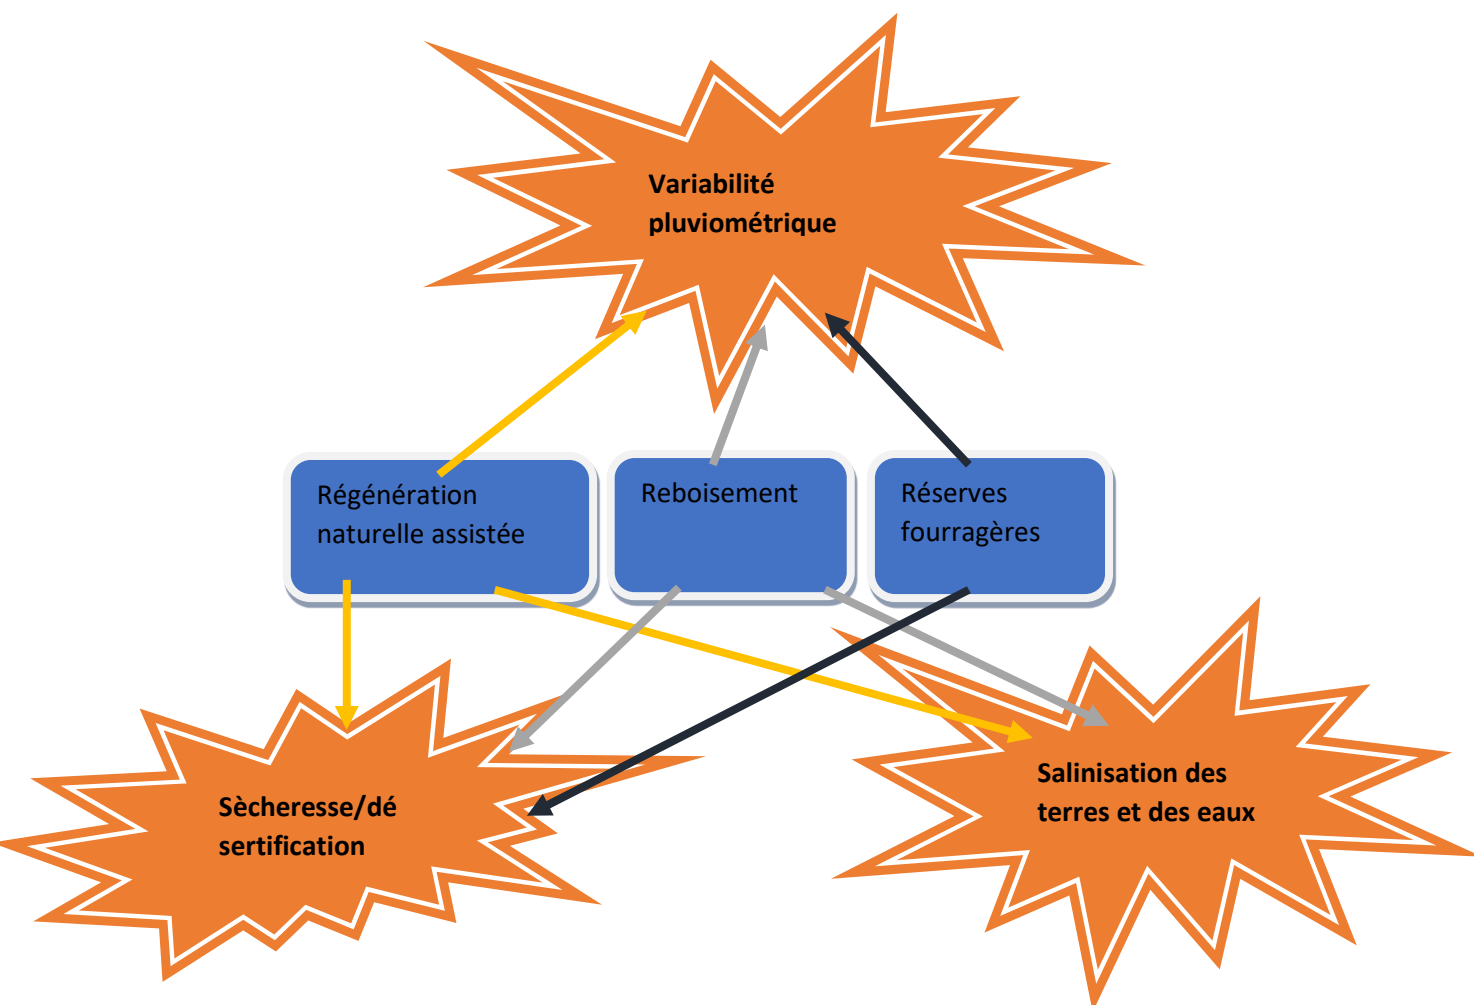 Variabilité
pluviométrique
Régénération
naturelle assistée
Reboisement
Réserves
fourragères
Sècheresse/dé
sertification
Salinisation des
terres et des eaux